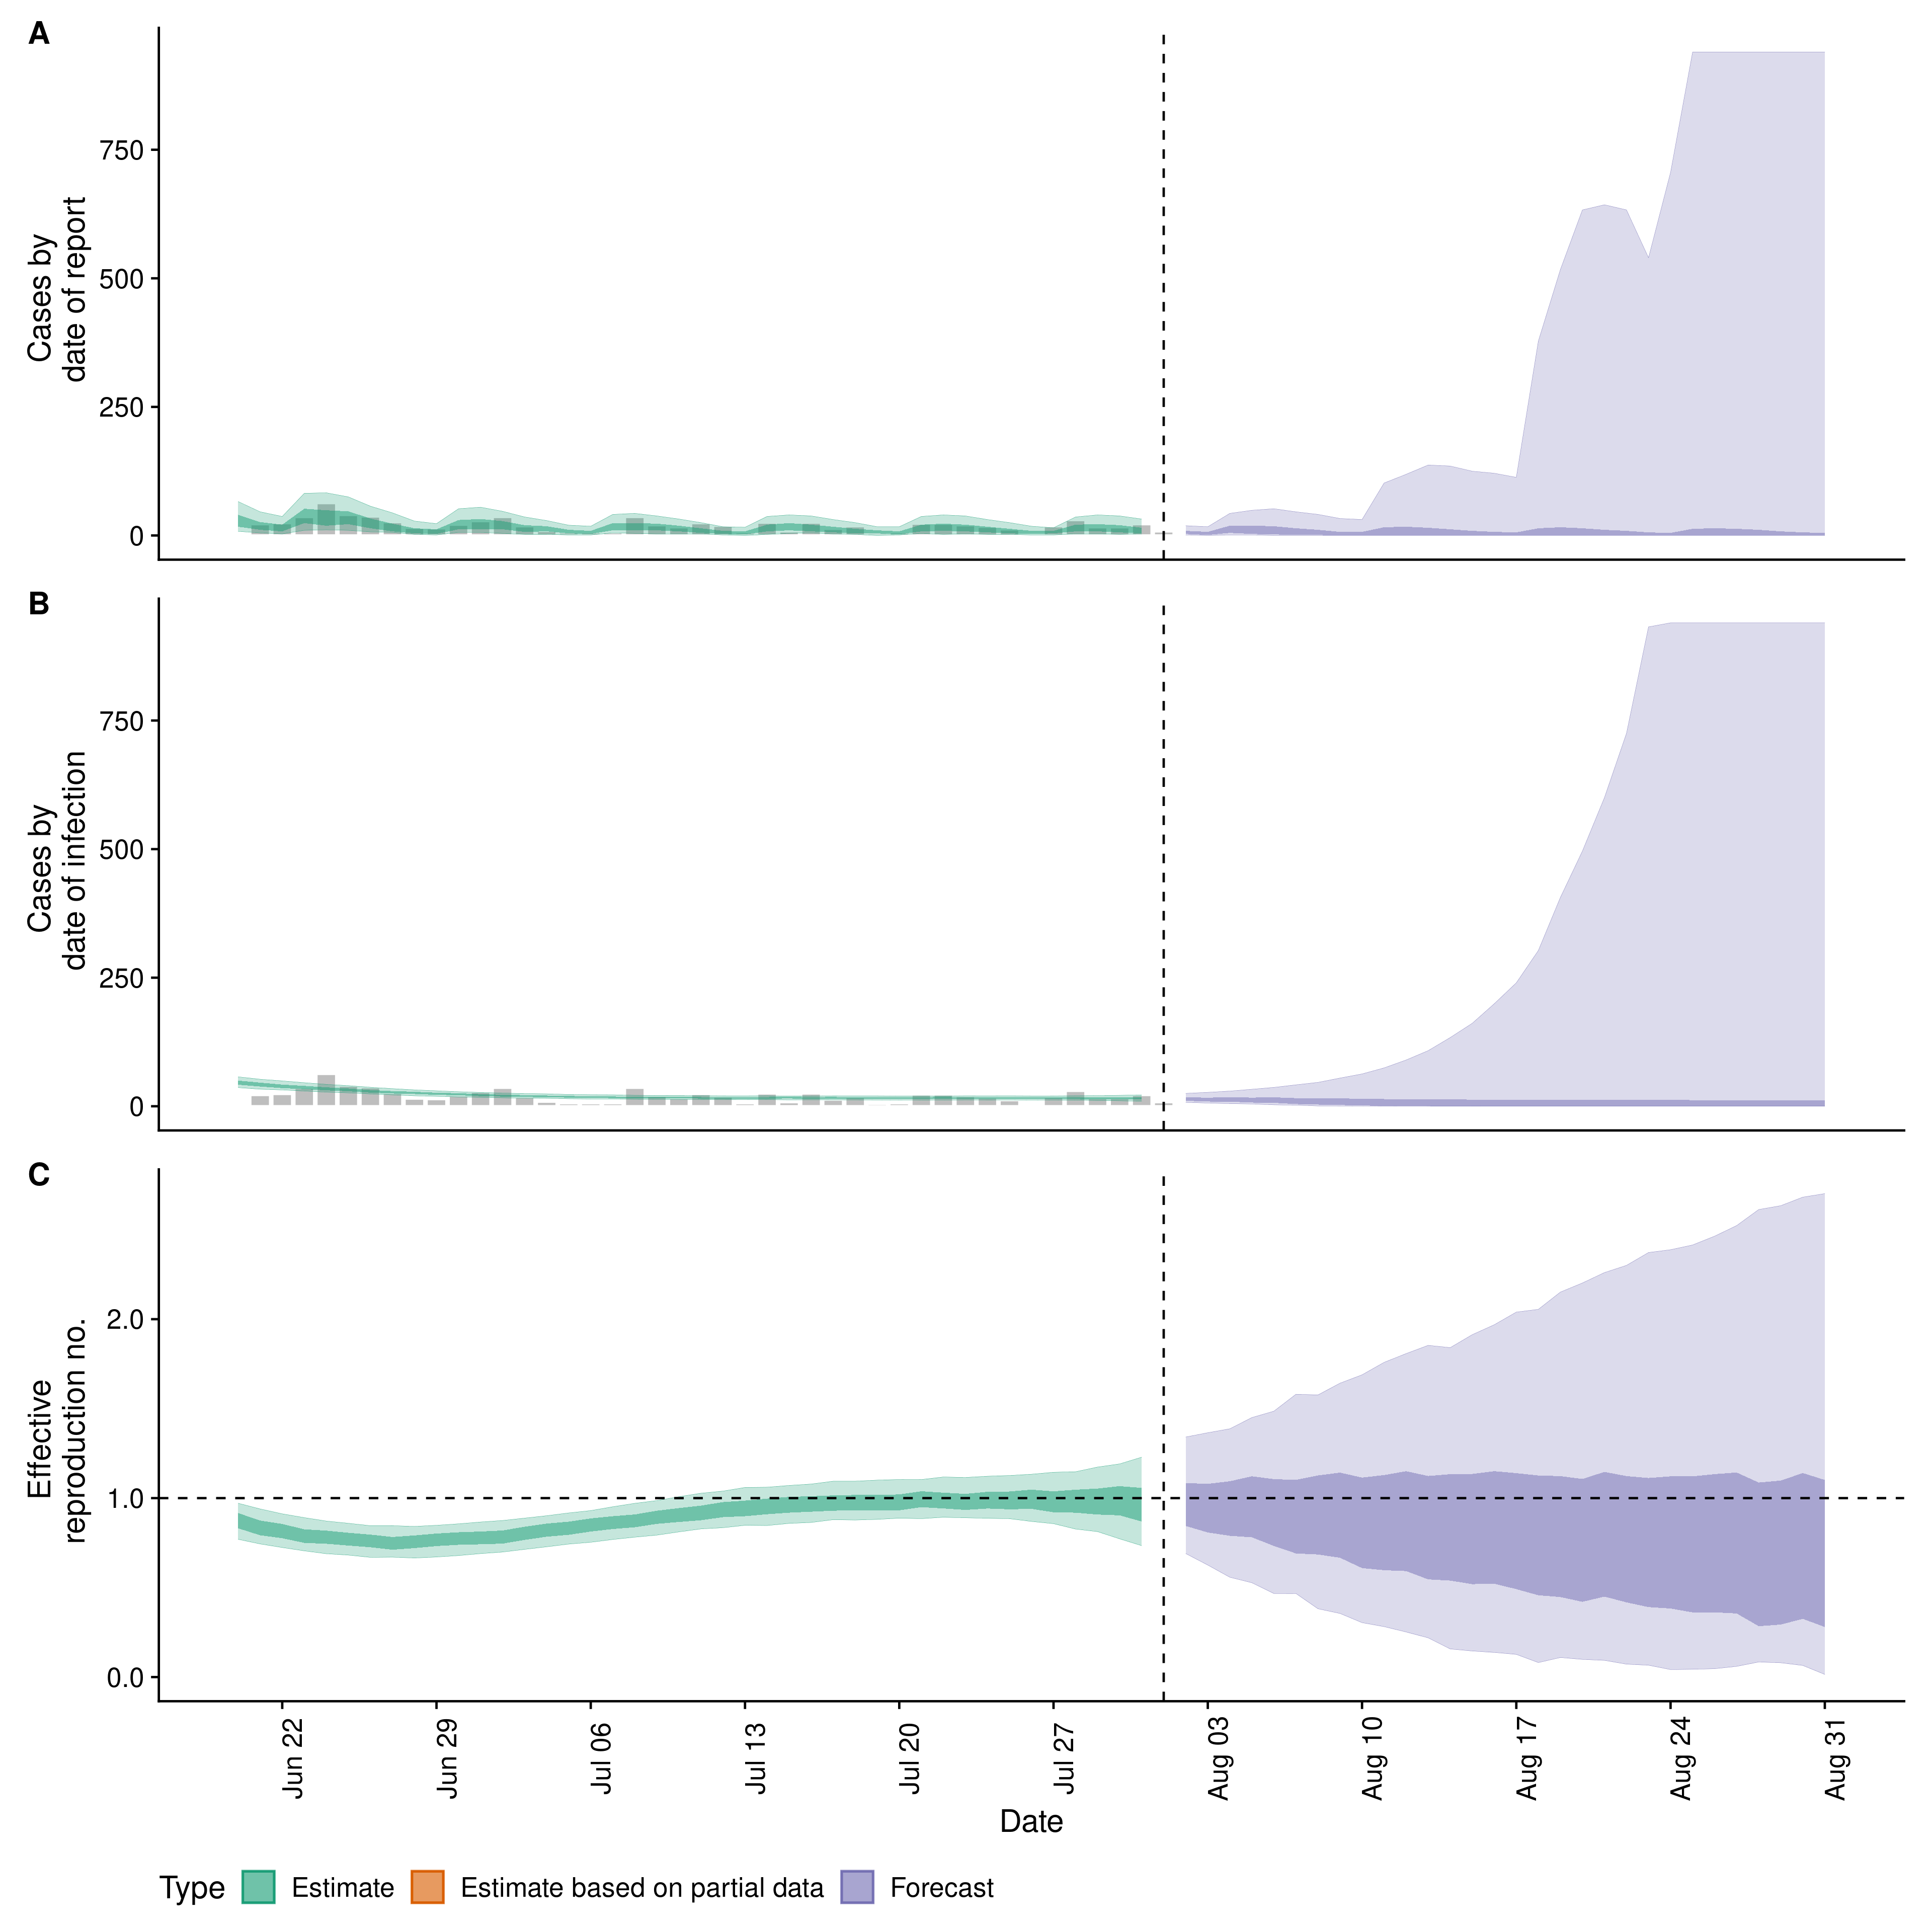 A
Cases by
date of report
750
500
250
0
B
Cases by
date of infection
750
500
250
0
C
Effective
reproduction no.
2.0
1.0
0.0
Jun 22
Jun 29
Jul 06
Jul 13
Jul 20
Jul 27
Aug 03
Aug 10
Aug 17
Aug 24
Aug 31
Date
Type Estimate Estimate based on partial data Forecast